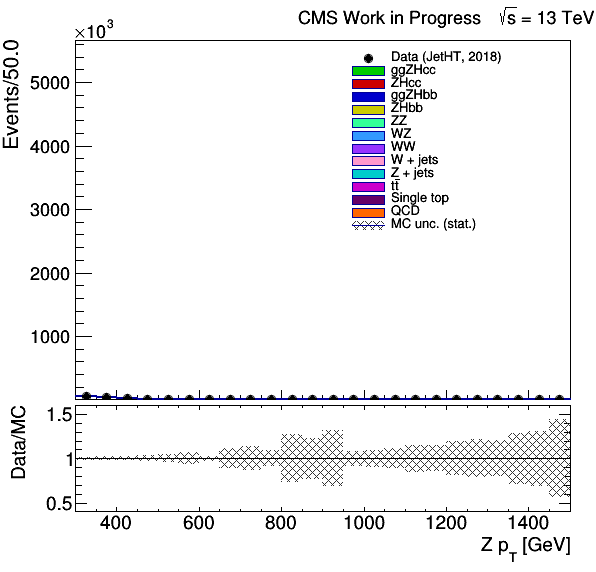 CMS Work in Progress √s = 13 TeV
×10³
Events/50.0
5000
4000
3000
2000
1000
Data (JetHT, 2018)
ggZHcc
ZHcc
ggZHbb
ZHbb
ZZ
WZ
WW
W + jets
Z + jets
tt̄
Single top
QCD
MC unc. (stat.)
Data/MC
1.5
1
0.5
400 600 800 1000 1200 1400
Z p_T [GeV]